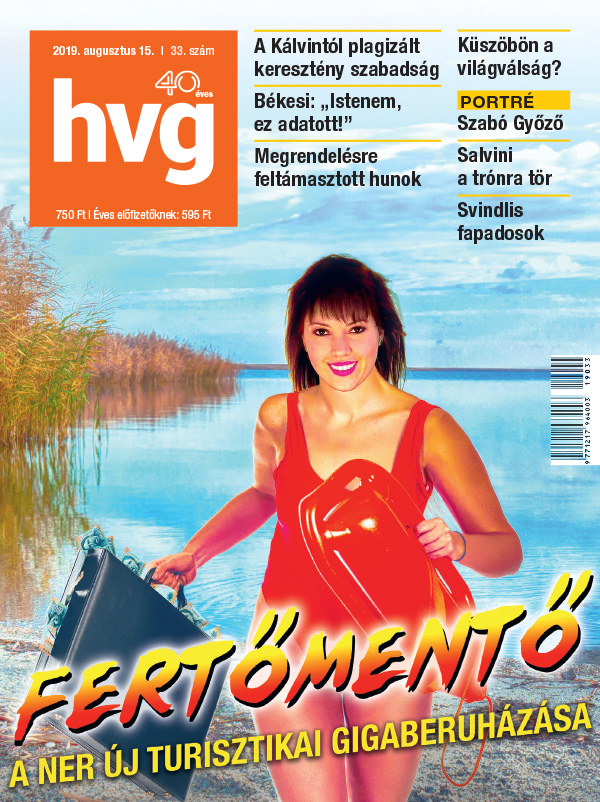 2019. augusztus 15. | 33. szám
40
éves
hvg
750 Ft | Éves előfizetőknek: 595 Ft
A Kálvintól plagizált
keresztény szabadság
Békesi: „Istenem,
ez adatott!”
Megrendelésre
feltámasztott hunok
Küszöbön a
világválság?
PORTRÉ
Szabó Győző
Salvini
a trónra tör
Svindlis
fapadosok
19033
9771217964003
FERTŐMENTŐ
A NER ÚJ TURISZTIKAI GIGABERUHÁZÁSA